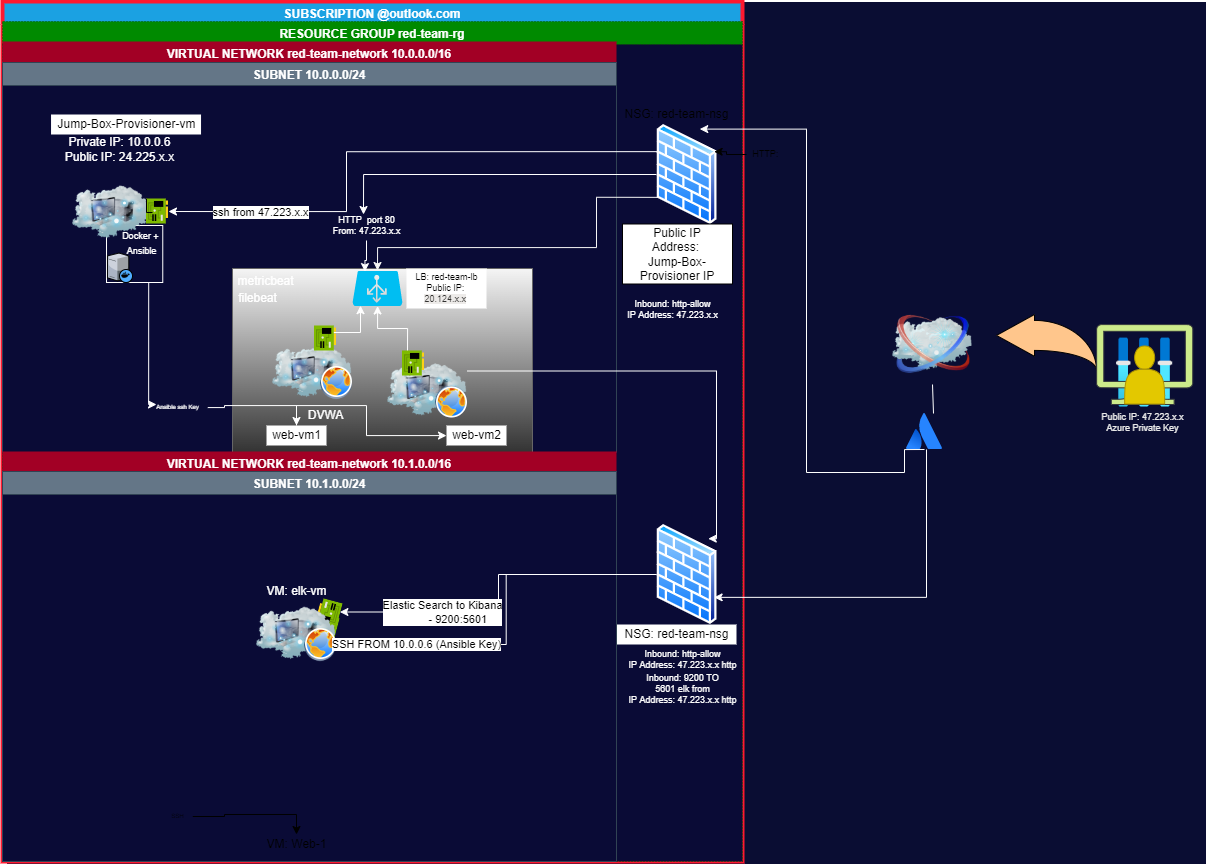 SUBSCRIPTION @outlook.com
RESOURCE GROUP red-team-rg
VIRTUAL NETWORK red-team-network 10.0.0.0/16
SUBNET 10.0.0.0/24
NSG: red-team-nsg
Jump-Box-Provisioner-vm
Private IP: 10.0.0.6
Public IP: 24.225.x.x
HTTP
ssh from 47.223.x.x
HTTP port 80
From: 47.223.x.x
Docker +
Ansible
Public IP
Address:
Jump-Box-
Provisioner IP
metricbeat
filebeat
LB: red-team-lb
Public IP:
20.124.x.x
Inbound: http-allow
IP Address: 47.223.x.x
Ansible ssh Key
DVWA
web-vm1
web-vm2
Public IP: 47.223.x.x
Azure Private Key
VIRTUAL NETWORK red-team-network 10.1.0.0/16
SUBNET 10.1.0.0/24
VM: elk-vm
Elastic Search to Kibana
- 9200:5601
SSH FROM 10.0.0.6 (Ansible Key)
NSG: red-team-nsg
Inbound: http-allow
IP Address: 47.223.x.x http
Inbound: 9200 TO
5601 elk from
IP Address: 47.223.x.x http
VM: Web-1